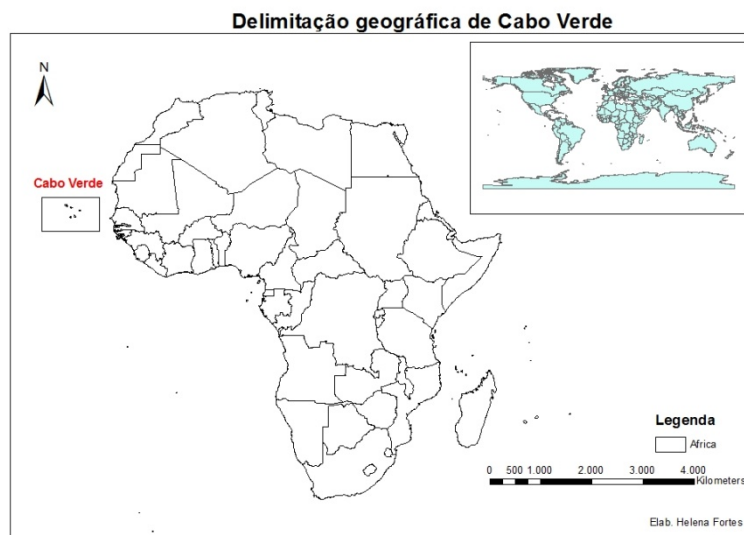 Delimitação geográfica de Cabo Verde
N
Cabo Verde
Legenda
Africa
0 500 1.000 2.000 3.000 4.000
Kilometers
Elab. Helena Fortes